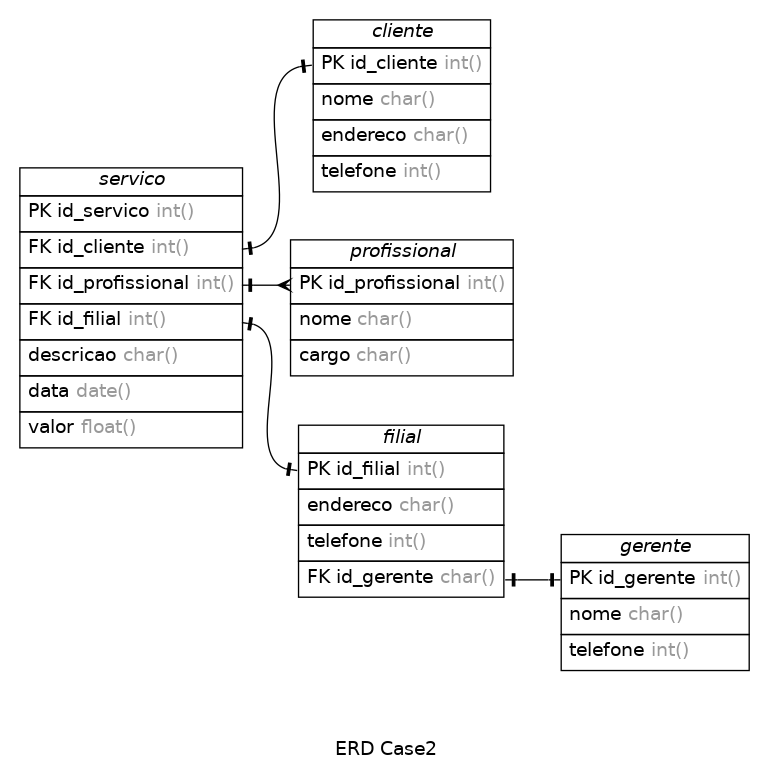 cliente
PK id_cliente int()
nome char()
endereco char()
telefone int()
servico
PK id_servico int()
FK id_cliente int()
FK id_profissional int()
FK id_filial int()
descricao char()
data date()
valor float()
profissional
PK id_profissional int()
nome char()
cargo char()
filial
PK id_filial int()
endereco char()
telefone int()
FK id_gerente char()
gerente
PK id_gerente int()
nome char()
telefone int()
ERD Case2